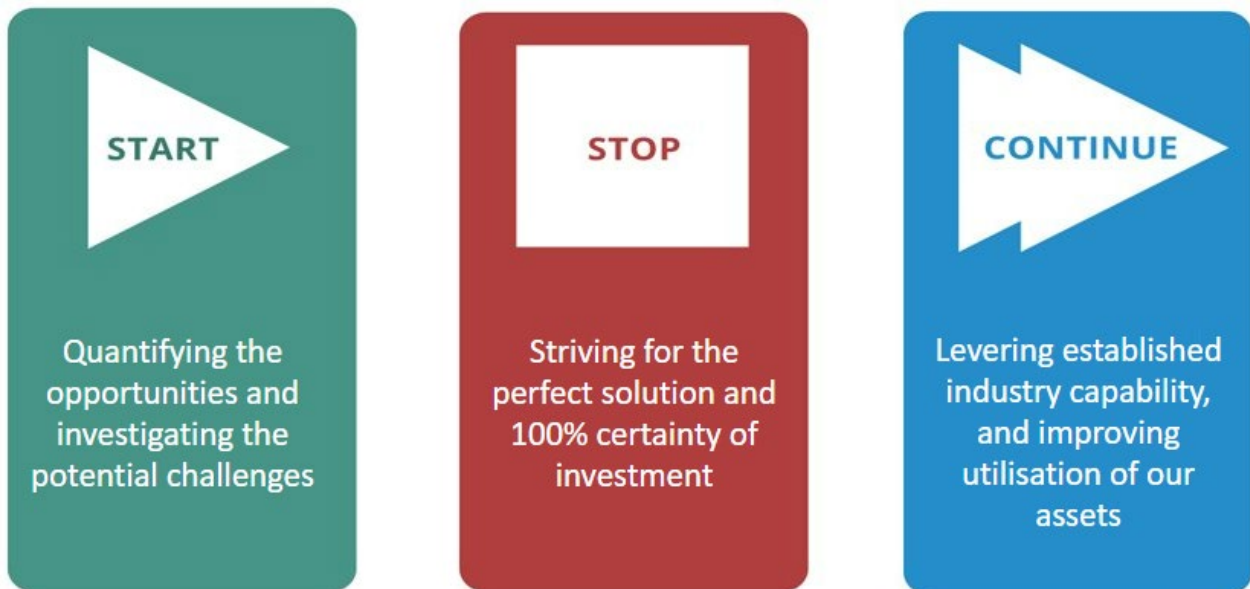 START
Quantifying the
opportunities and
investigating the
potential challenges
STOP
Striving for the
perfect solution and
100% certainty of
investment
CONTINUE
Levering established
industry capability,
and improving
utilisation of our
assets